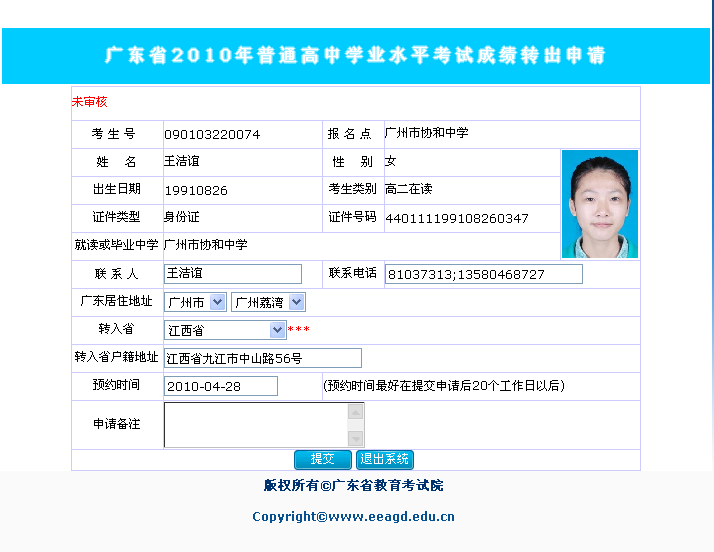 广东省2010年普通高中学业水平考试成绩转出申请
未审核
考 生 号 090103220074 报 名 点 广州市协和中学
姓 名 王洁谊 性 别 女
出生日期 19910826 考生类别 高二在读
证件类型 身份证 证件号码 440111199108260347
就读或毕业中学 广州市协和中学
联 系 人 王洁谊 联系电话 81037313;13580468727
广东居住地址 广州市 广州荔湾
转入省 江西省 ***
转入省户籍地址 江西省九江市中山路56号
预约时间 2010-04-28 (预约时间最好在提交申请后20个工作日以后)
申请备注
提交 退出系统
版权所有©广东省教育考试院
Copyright©www.eeagd.edu.cn